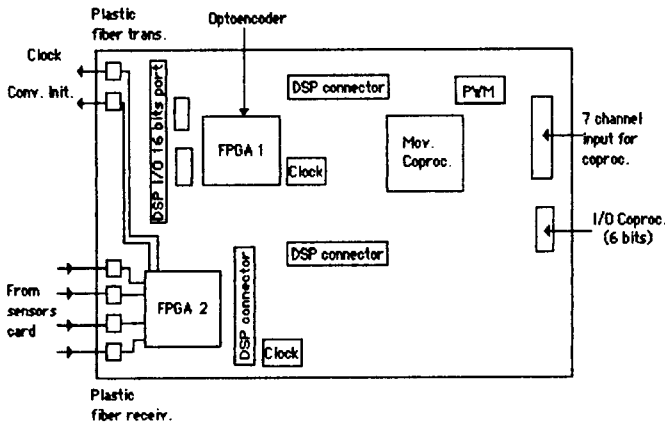 Plastic
fiber trans.
Optoencoder
Clock
Conv. Init.
DSP I/O 16 bits port
FPGA 1
Clock
DSP connector
PWM
Mov.
Coproc.
7 channel
input for
coproc.
I/O Coproc.
(6 bits)
DSP connector
From
sensors
card
FPGA 2
DSP connector
Clock
Plastic
fiber receiv.